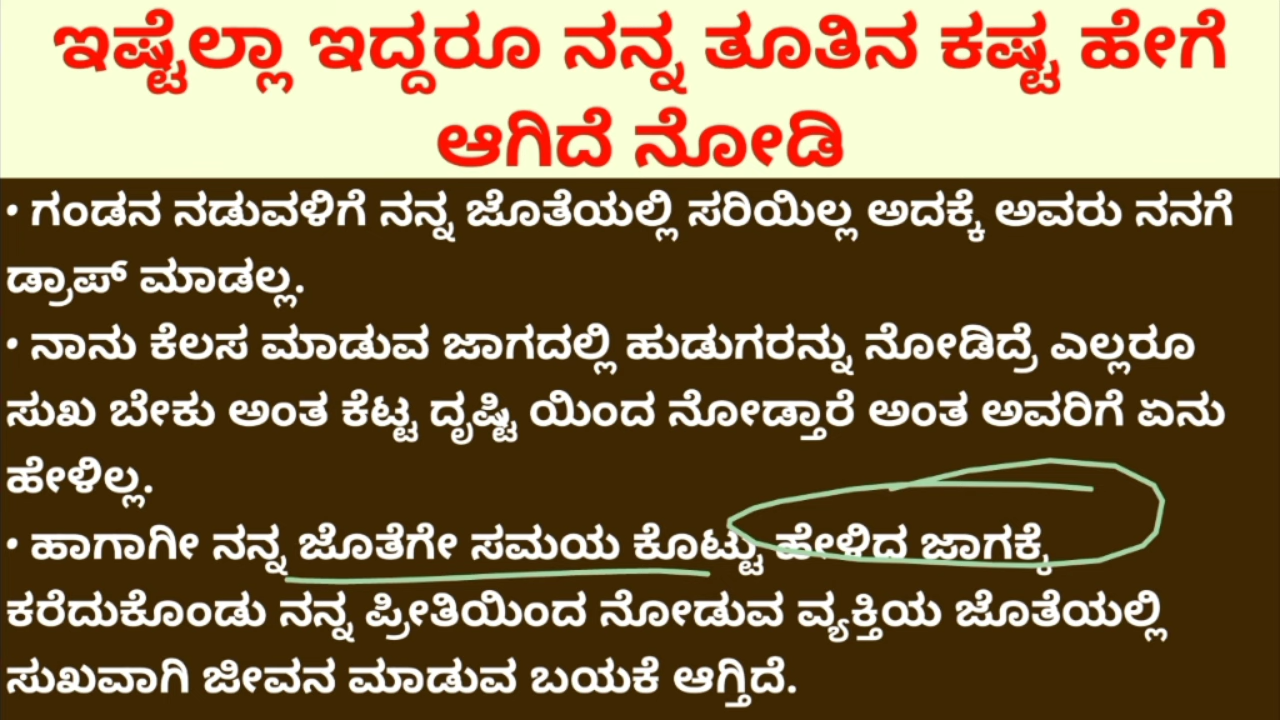 ಇಷ್ಟೆಲ್ಲಾ ಇದ್ದರೂ ನನ್ನ ತೂತಿನ ಕಷ್ಟ ಹೇಗೆ
ಆಗಿದೆ ನೋಡಿ
• ಗಂಡನ ನಡುವಳಿಗೆ ನನ್ನ ಜೊತೆಯಲ್ಲಿ ಸರಿಯಿಲ್ಲ ಅದಕ್ಕೆ ಅವರು ನನಗೆ
ಡ್ರಾಪ್ ಮಾಡಲ್ಲ.
• ನಾನು ಕೆಲಸ ಮಾಡುವ ಜಾಗದಲ್ಲಿ ಹುಡುಗರನ್ನು ನೋಡಿದ್ರೆ ಎಲ್ಲರೂ
ಸುಖ ಬೇಕು ಅಂತ ಕೆಟ್ಟ ದೃಷ್ಟಿ ಯಿಂದ ನೋಡ್ತಾರೆ ಅಂತ ಅವರಿಗೆ ಏನು
ಹೇಳಿಲ್ಲ.
• ಹಾಗಾಗೀ ನನ್ನ ಜೊತೆಗೇ ಸಮಯ ಕೊಟ್ಟು ಹೇಳಿದ ಜಾಗಕ್ಕೆ
ಕರೆದುಕೊಂಡು ನನ್ನ ಪ್ರೀತಿಯಿಂದ ನೋಡುವ ವ್ಯಕ್ತಿಯ ಜೊತೆಯಲ್ಲಿ
ಸುಖವಾಗಿ ಜೀವನ ಮಾಡುವ ಬಯಕೆ ಆಗ್ತಿದೆ.